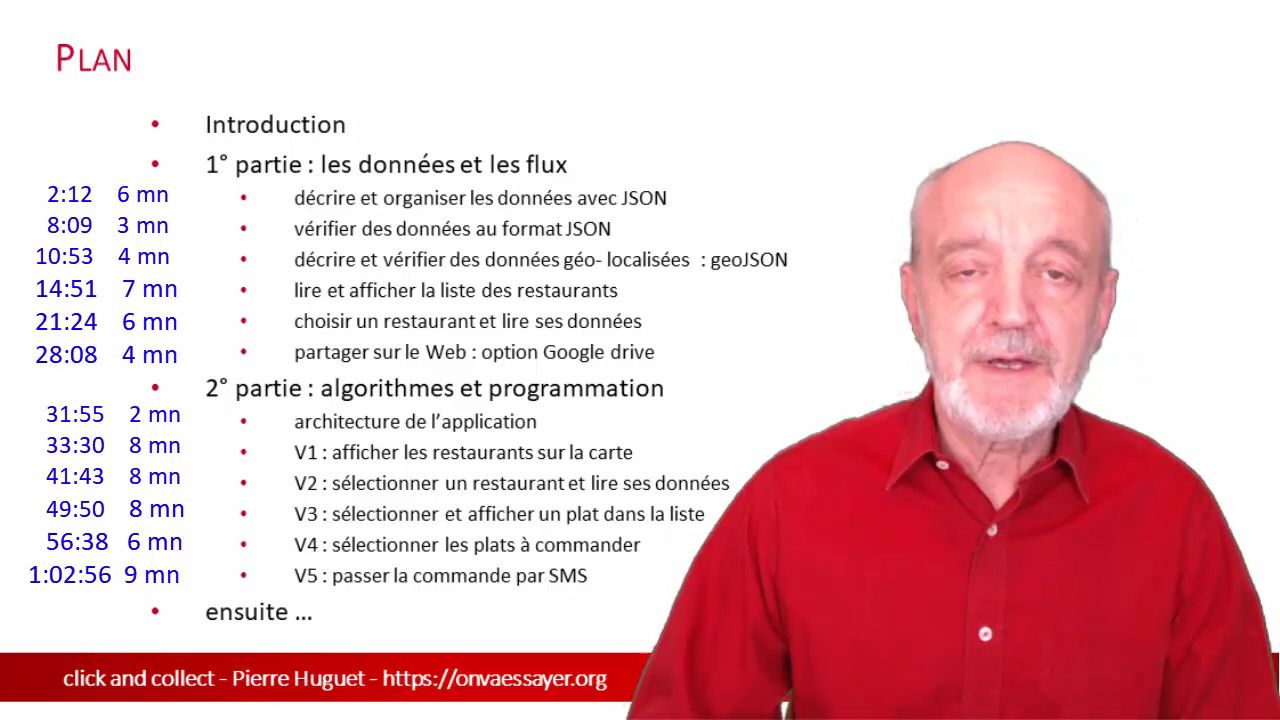 PLAN
• Introduction
• 1° partie : les données et les flux
2:12 6 mn • décrire et organiser les données avec JSON
8:09 3 mn • vérifier des données au format JSON
10:53 4 mn • décrire et vérifier des données géo- localisées : geoJSON
14:51 7 mn • lire et afficher la liste des restaurants
21:24 6 mn • choisir un restaurant et lire ses données
28:08 4 mn • partager sur le Web : option Google drive
• 2° partie : algorithmes et programmation
31:55 2 mn • architecture de l’application
33:30 8 mn • V1 : afficher les restaurants sur la carte
41:43 8 mn • V2 : sélectionner un restaurant et lire ses données
49:50 8 mn • V3 : sélectionner et afficher un plat dans la liste
56:38 6 mn • V4 : sélectionner les plats à commander
1:02:56 9 mn • V5 : passer la commande par SMS
• ensuite ...
click and collect - Pierre Huguet - https://onvaessayer.org